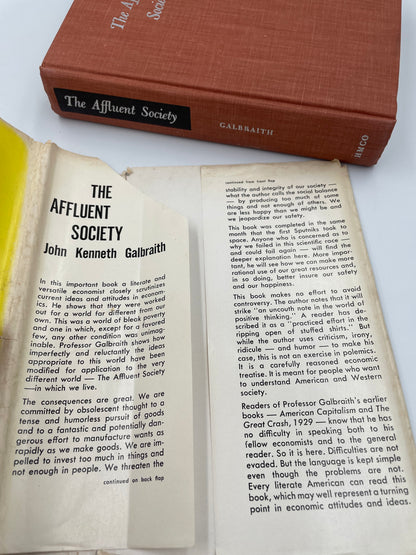 The Affluent
Society
The Affluent Society
GALBRAITH
HMCO
THE
AFFLUENT
SOCIETY
John Kenneth Galbraith
In this important book a literate and
versatile economist closely scrutinizes
current ideas and attitudes in econom-
ics. He shows that they were worked
out for a world far different from our
own. This was a world of bleak poverty
and one in which, except for a favored
few, any other condition was unimag-
inable. Professor Galbraith shows how
imperfectly and reluctantly the ideas
appropriate to this world have been
modified for application to the very
different world — The Affluent Society
—in which we live.
The consequences are great. We are
committed by obsolescent thought to a
tense and humorless pursuit of goods
and to a fantastic and potentially dan-
gerous effort to manufacture wants as
rapidly as we make goods. We are im-
pelled to invest too much in things and
not enough in people. We threaten the
continued on back flap
continued from front flap
stability and integrity of our society —
what the author calls the social balance
— by producing too much of some
things and not enough of others. We
are less happy than we might be and
we jeopardize our safety.
This book was completed in the same
month that the first Sputniks took to
space. Anyone who is concerned as to
why we failed in this scientific race —
and could fail again — will find the
deeper explanation here. More impor-
tant, he will see how we can make more
rational use of our great resources and,
in so doing, better insure our safety
and our happiness.
This book makes no effort to avoid
controversy. The author notes that it will
strike "an uncouth note in the world of
positive thinking." A reader has de-
scribed it as a "practiced effort in the
ripping open of stuffed shirts." But
while the author uses criticism, irony,
ridicule — and humor — to make his
case, this is not an exercise in polemics.
It is a carefully reasoned economic
treatise. It is meant for people who want
to understand American and Western
society.
Readers of Professor Galbraith's earlier
books — American Capitalism and The
Great Crash, 1929 — know that he has
no difficulty in speaking both to his
fellow economists and to the general
reader. So it is here. Difficulties are not
evaded. But the language is kept simple
even though the problems are not.
Every literate American can read this
book, which may well represent a turning
point in economic attitudes and ideas.